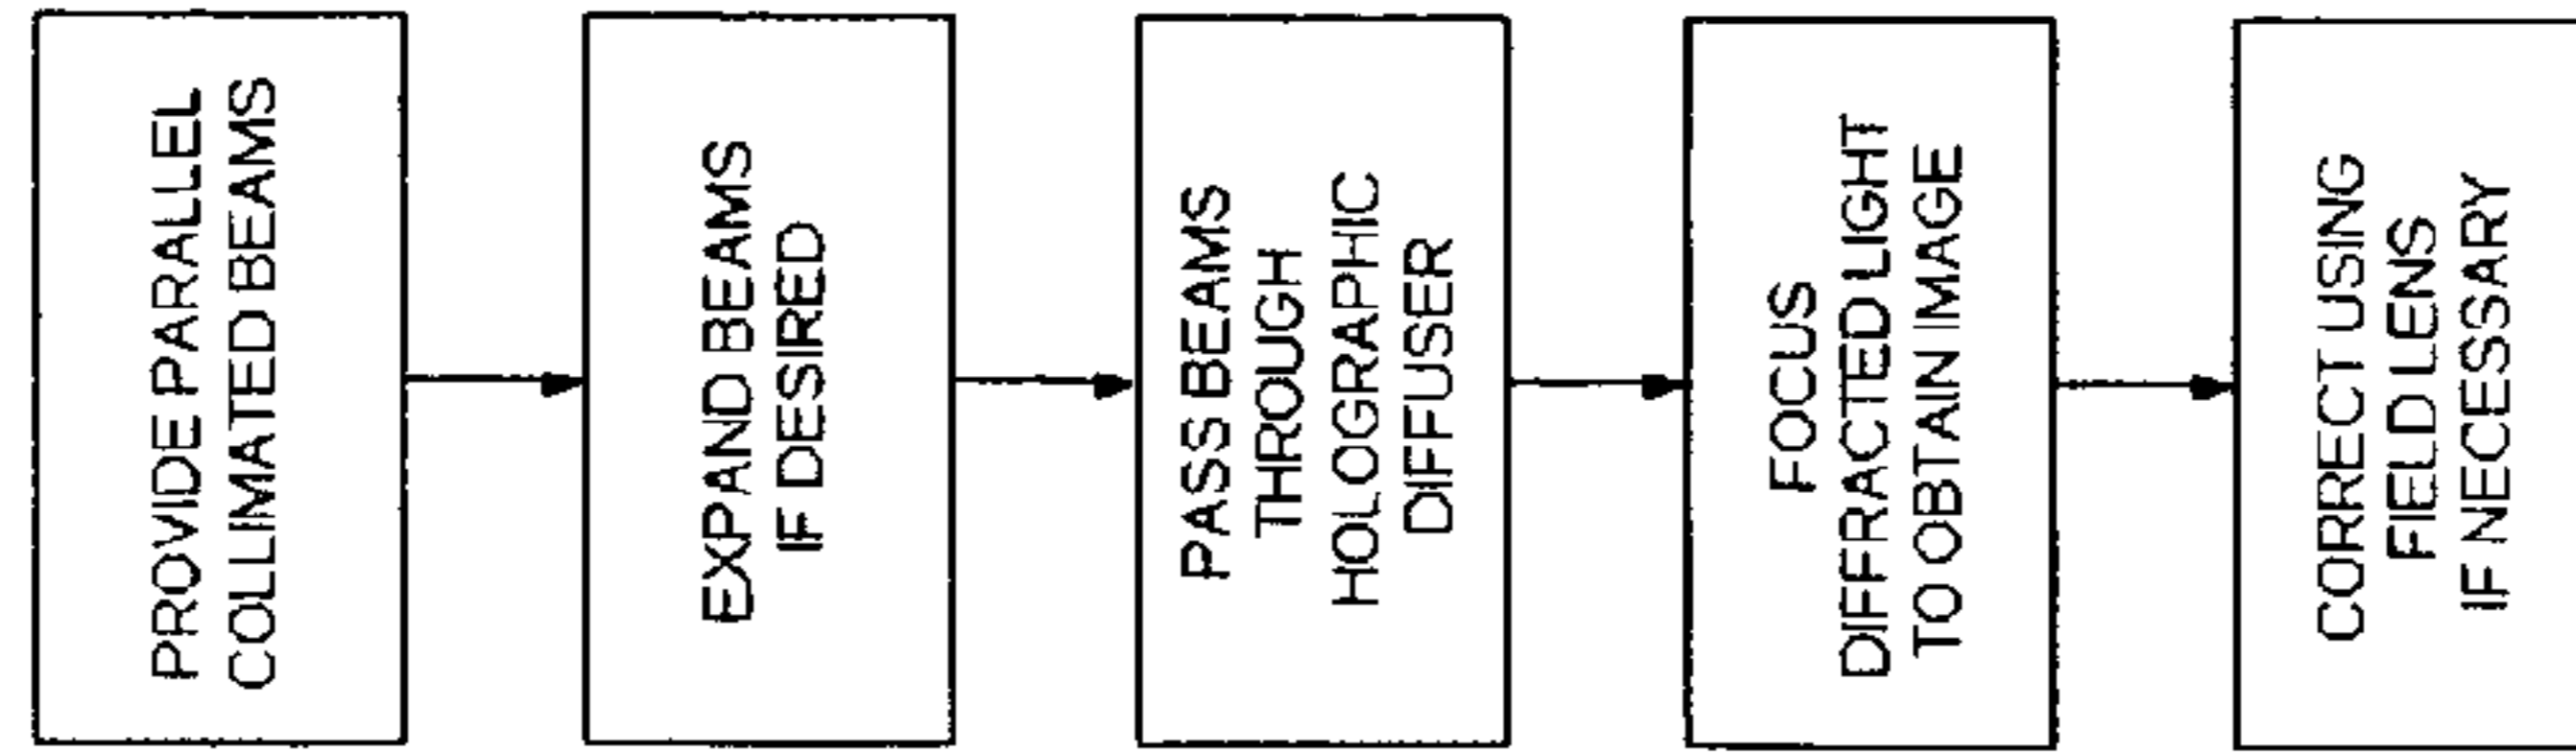 PROVIDE PARALLEL
COLLIMATED BEAMS
EXPAND BEAMS
IF DESIRED
PASS BEAMS
THROUGH
HOLOGRAPHIC
DIFFUSER
FOCUS
DIFFRACTED LIGHT
TO OBTAIN IMAGE
CORRECT USING
FIELD LENS
IF NECESSARY